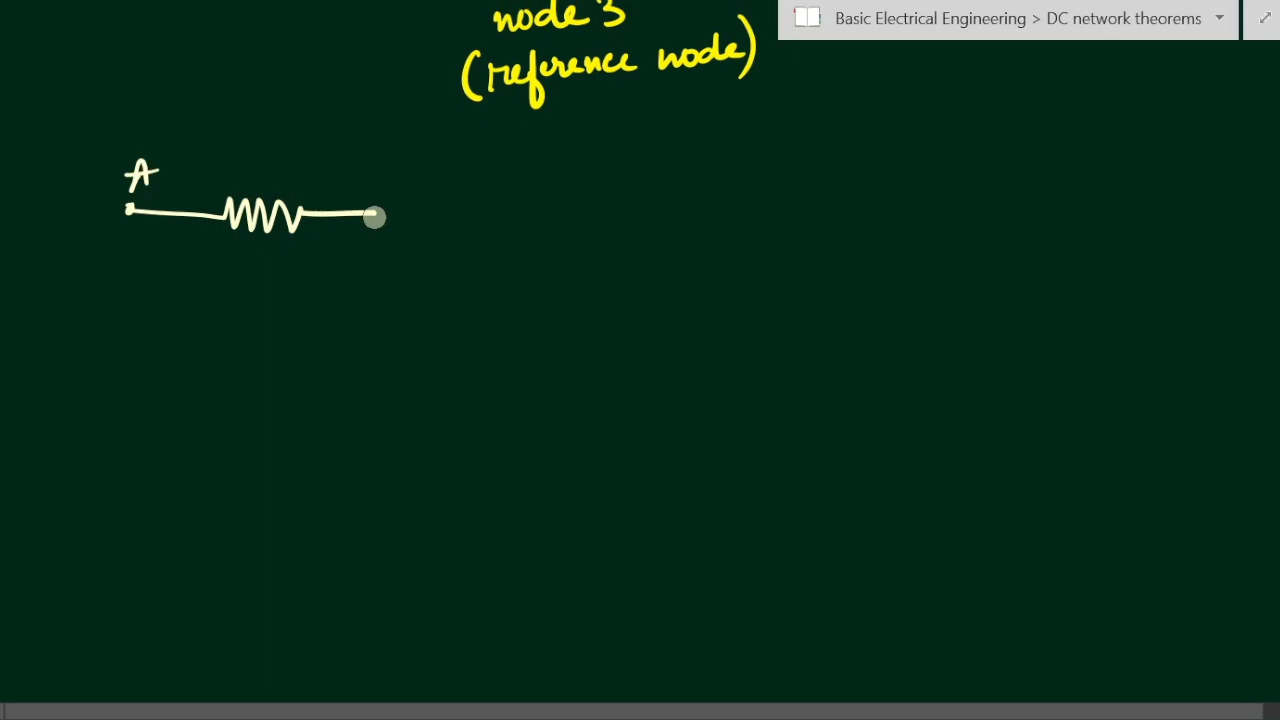 Basic Electrical Engineering > DC network theorems
node 3
(reference node)
A